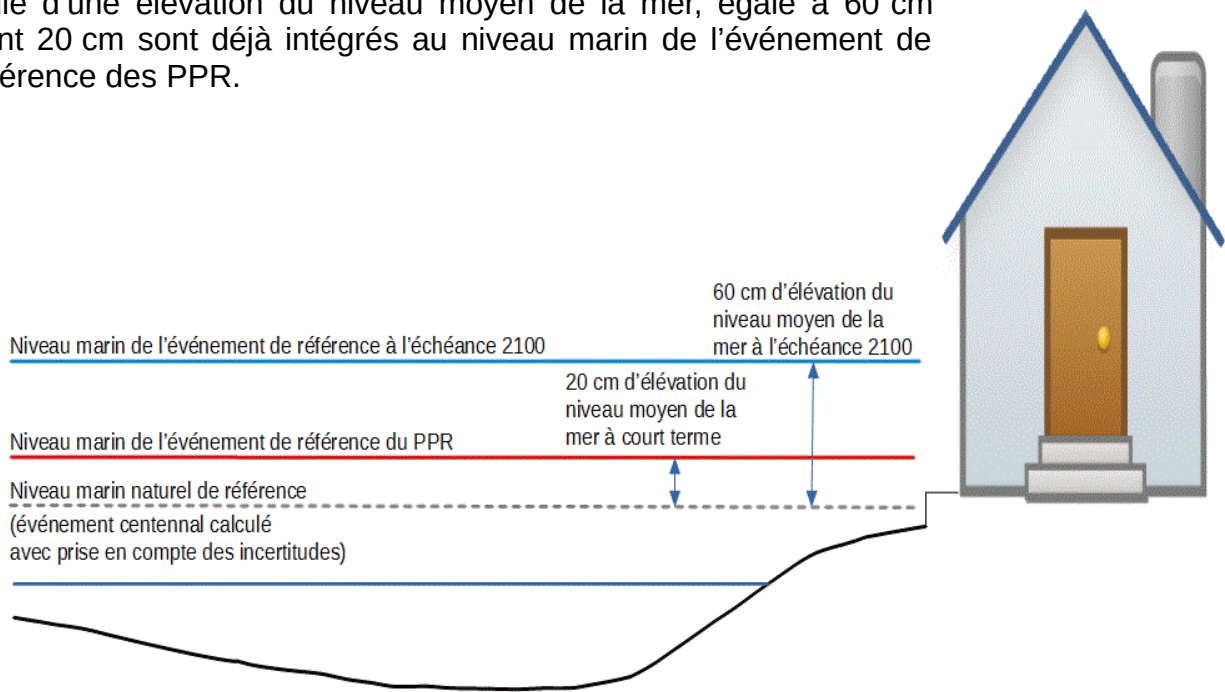 d'une élévation du niveau moyen de la mer, égale à 60 cm
20 cm sont déjà intégrés au niveau marin de l'événement de
des PPR.
60 cm d'élévation du
niveau moyen de la
mer à l'échéance 2100
Niveau marin de l'événement de référence à l'échéance 2100
20 cm d'élévation du
niveau moyen de la
mer à court terme
Niveau marin de l'événement de référence du PPR
Niveau marin naturel de référence
(événement centennal calculé
avec prise en compte des incertitudes)